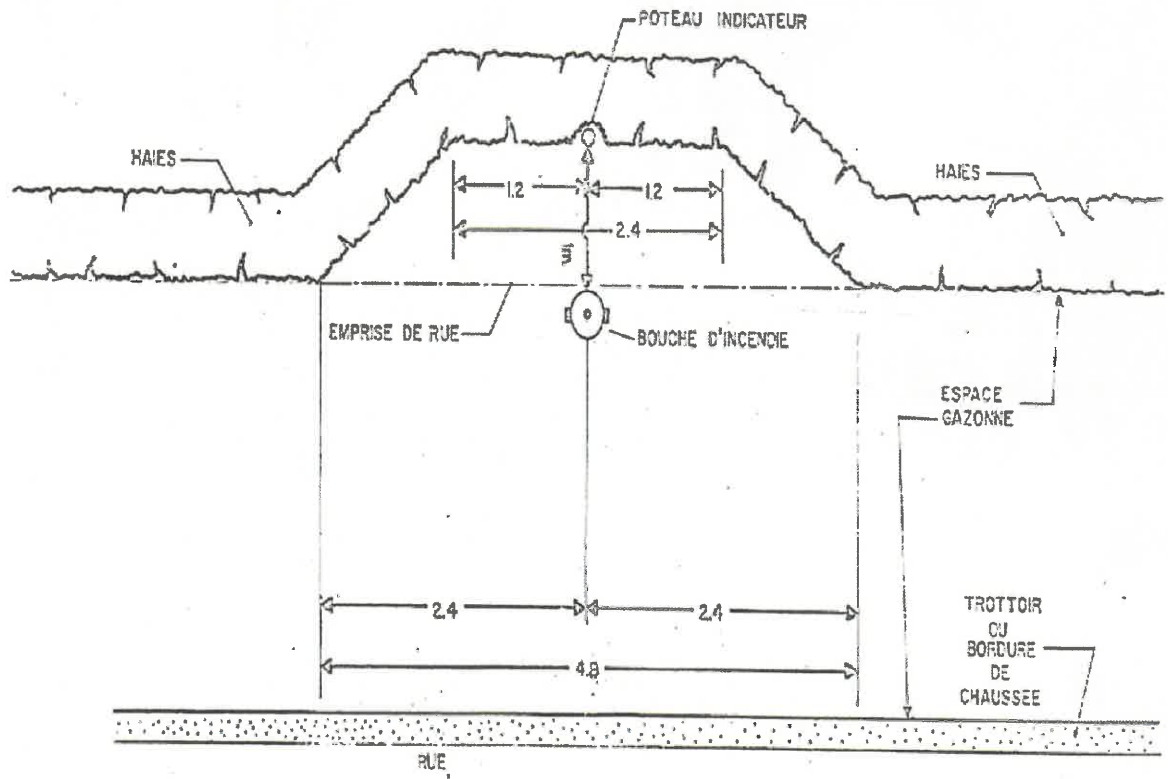 POTEAU INDICATEUR
HAIES
HAIES
1.2
1.2
2.4
1m.
EMPRISE DE RUE
BOUCHE D'INCENDIE
ESPACE
GAZONNE
2.4
2.4
4.8
TROTTOIR
OU
BORDURE
DE
CHAUSSEE
RUE